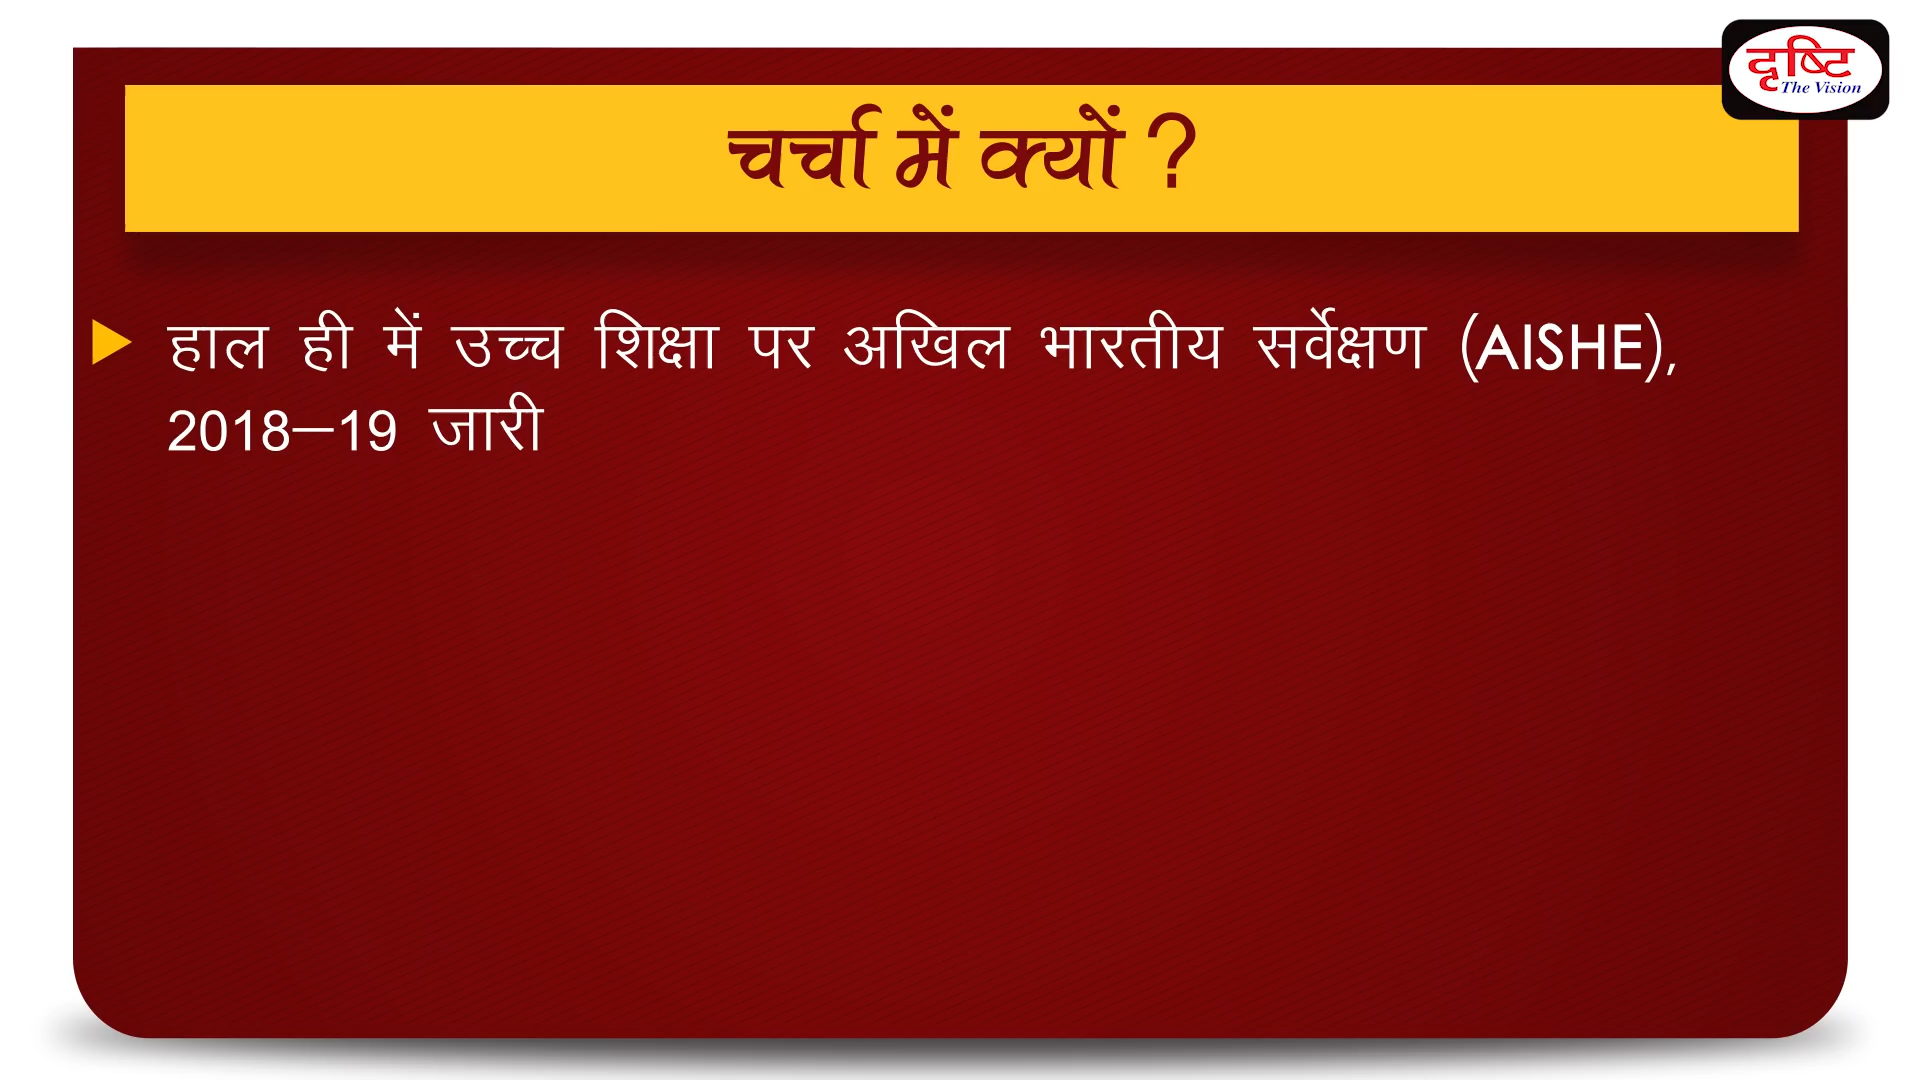 दृष्टि
The Vision
चर्चा में क्यों ?
हाल ही में उच्च शिक्षा पर अखिल भारतीय सर्वेक्षण (AISHE),
2018–19 जारी